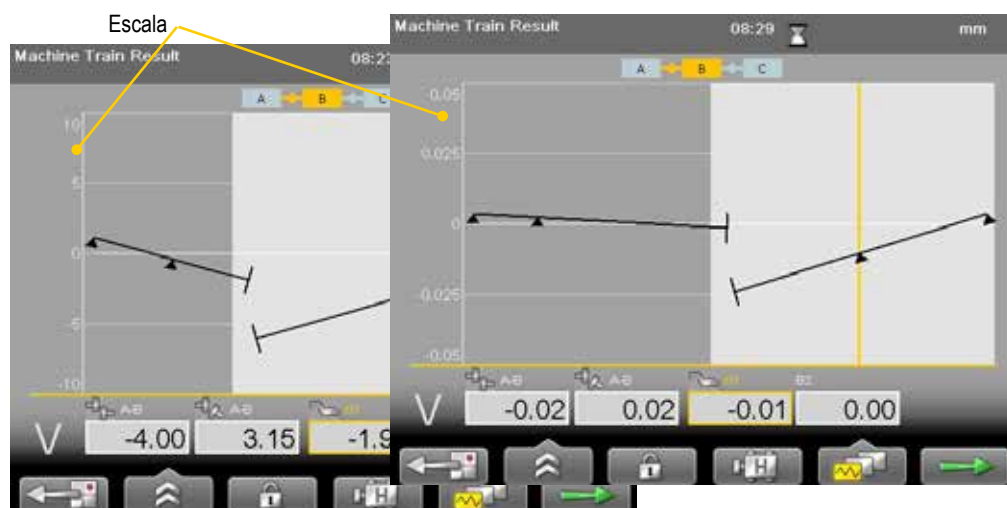 Escala
Machine Train Result 08:2
A B C
10
5
0
-5
-10
A-B A-B
V -4.00 3.15 -1.9
H
Machine Train Result 08:29 mm
A B C
0.05
0.025
0
-0.025
-0.05
A-B A-B B1 B2
V -0.02 0.02 -0.01 0.00
H